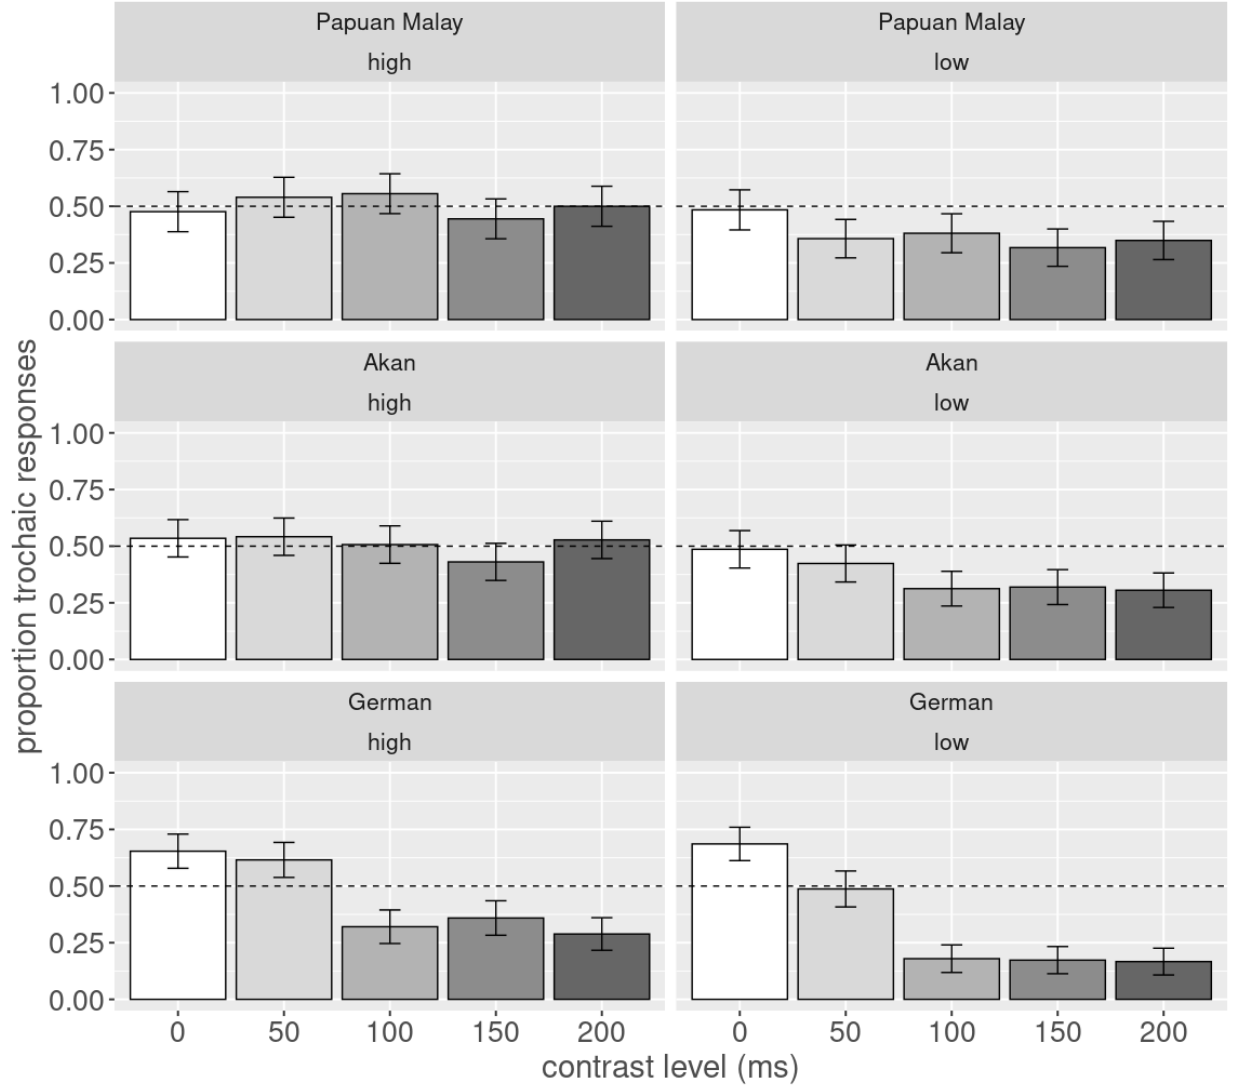 Papuan Malay
high
Papuan Malay
low
1.00
0.75
0.50
0.25
0.00
Akan
high
Akan
low
1.00
0.75
0.50
0.25
0.00
German
high
German
low
1.00
0.75
0.50
0.25
0.00
0 50 100 150 200
0 50 100 150 200
contrast level (ms)
proportion trochaic responses